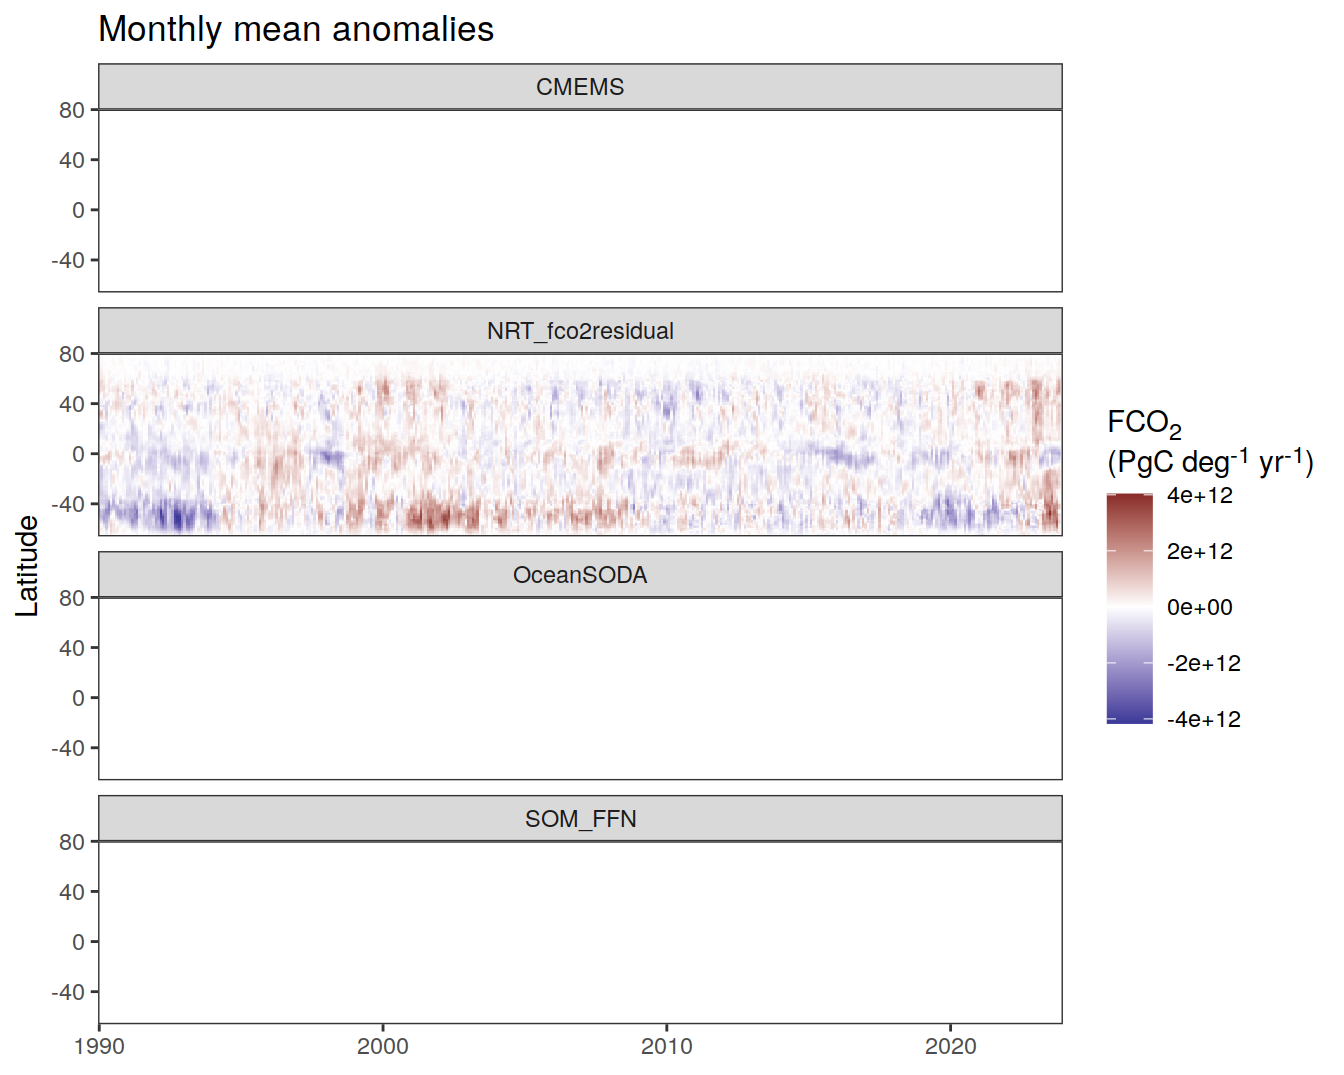 Monthly mean anomalies
CMEMS
80
40
0
-40
NRT_fco2residual
80
40
0
-40
OceanSODA
80
40
0
-40
SOM_FFN
80
40
0
-40
1990 2000 2010 2020
Latitude
FCO₂
(PgC deg⁻¹ yr⁻¹)
4e+12
2e+12
0e+00
-2e+12
-4e+12